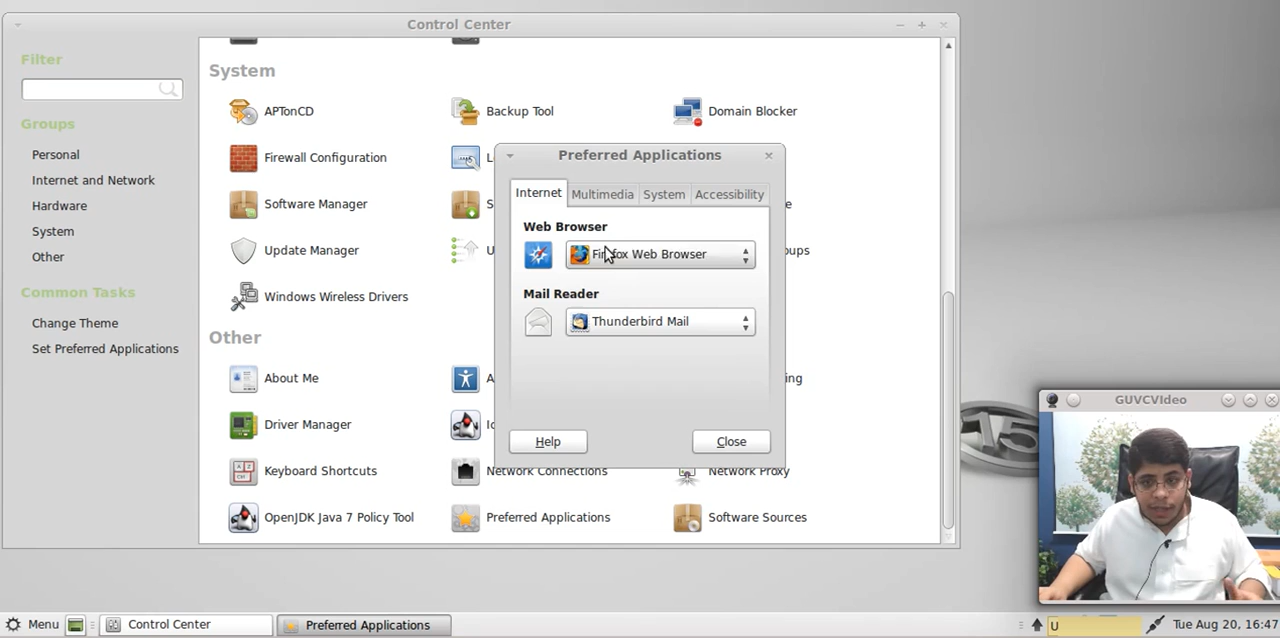 Control Center
Filter
Groups
Personal
Internet and Network
Hardware
System
Other
Common Tasks
Change Theme
Set Preferred Applications
System
APTonCD
Backup Tool
Domain Blocker
Firewall Configuration
Software Manager
Update Manager
Windows Wireless Drivers
Other
About Me
Driver Manager
Keyboard Shortcuts
Network Connections
Network Proxy
OpenJDK Java 7 Policy Tool
Preferred Applications
Software Sources
Preferred Applications
Internet
Multimedia
System
Accessibility
Web Browser
Firefox Web Browser
Mail Reader
Thunderbird Mail
Help
Close
GUVCVIdeo
15
Menu
Control Center
Preferred Applications
U
Tue Aug 20, 16:47